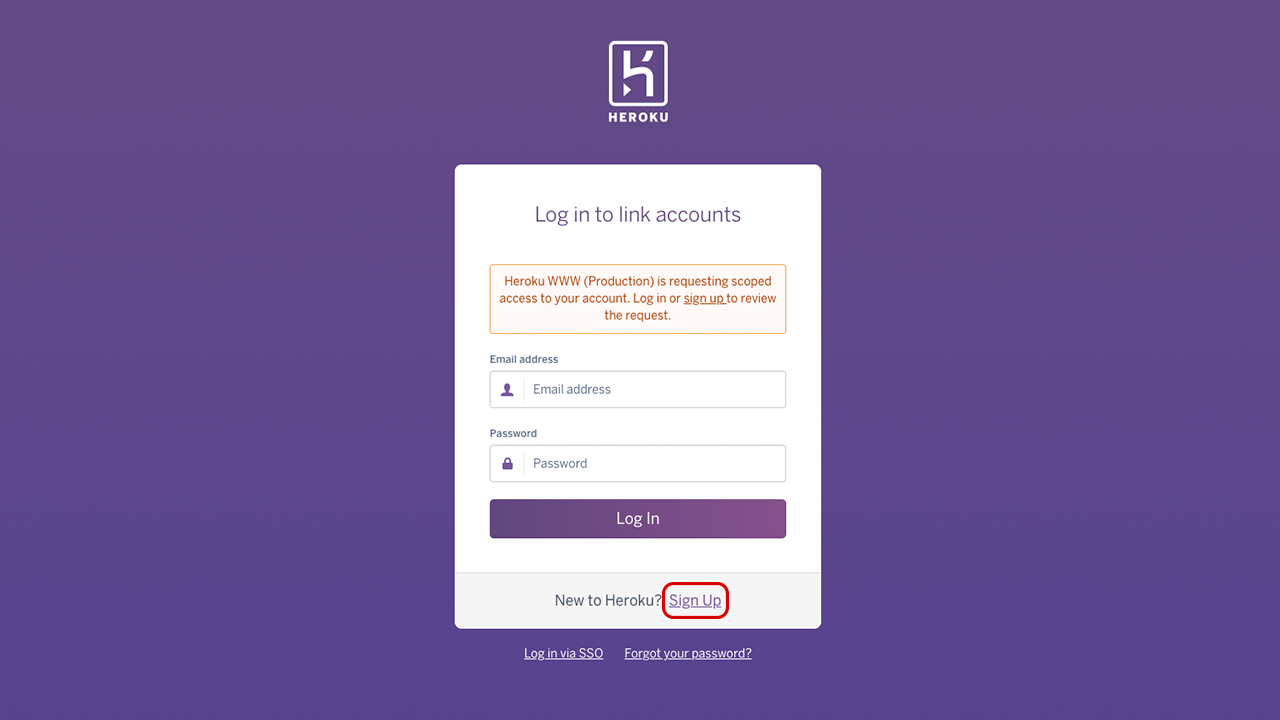 HEROKU
Log in to link accounts
Heroku WWW (Production) is requesting scoped
access to your account. Log in or sign up to review
the request.
Email address
Email address
Password
Password
Log In
New to Heroku? Sign Up
Log in via SSO Forgot your password?